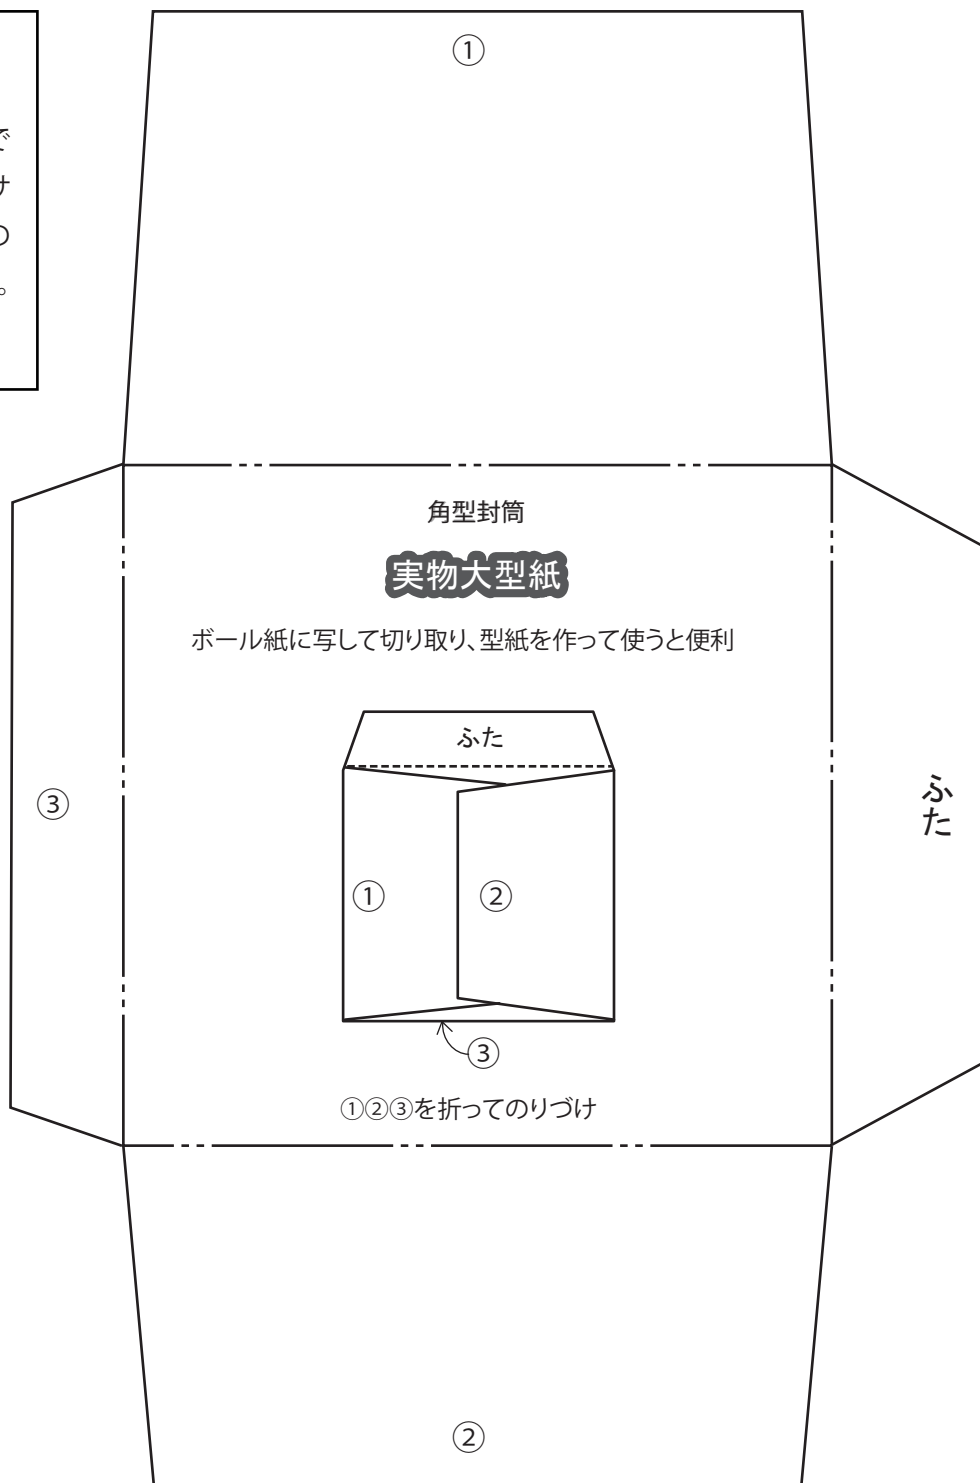 ①
で
の
。
角型封筒
実物大型紙
ボール紙に写して切り取り、型紙を作って使うと便利
ふた
③
ふた
①
②
③
①②③を折ってのりづけ
②